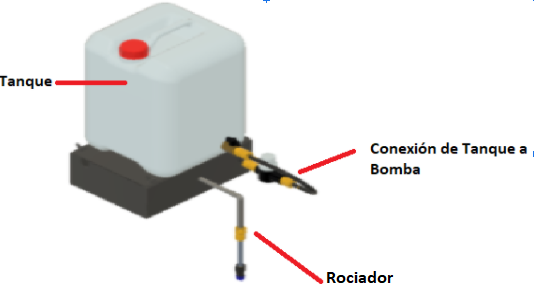 Tanque
Conexión de Tanque a
Bomba
Rociador